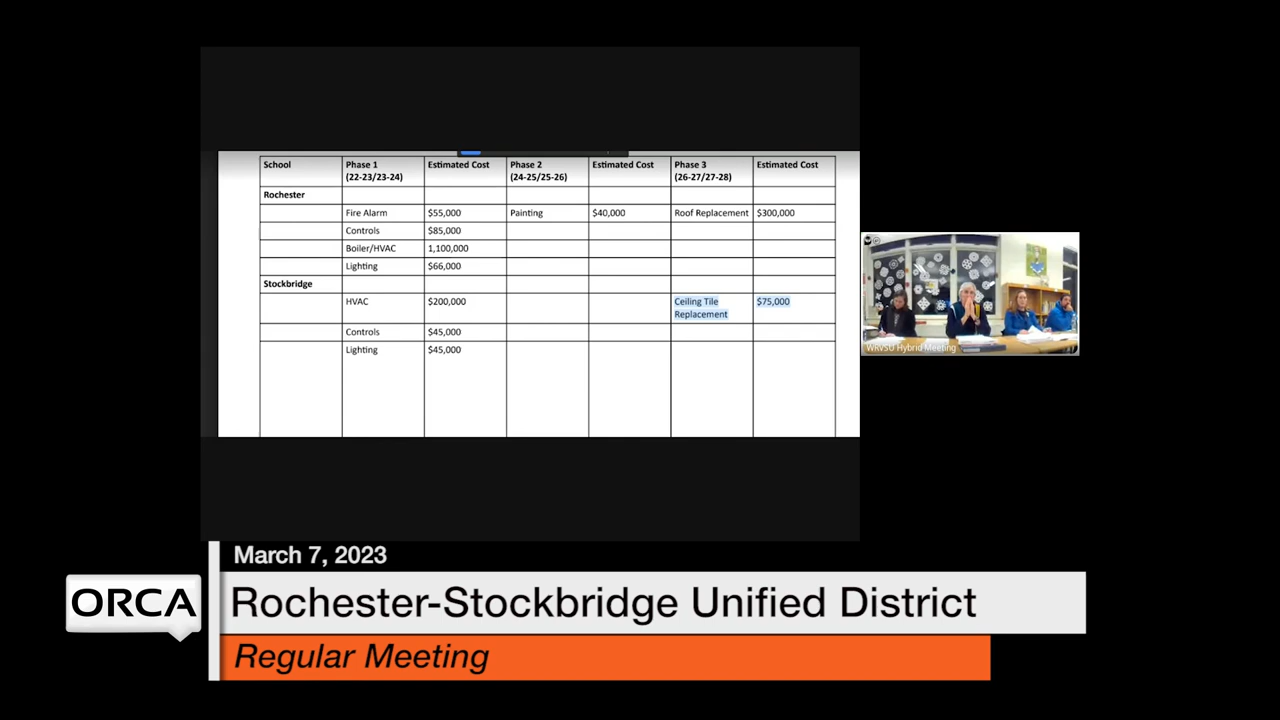 School Phase 1 Estimated Cost Phase 2 Estimated Cost Phase 3 Estimated Cost
(22-23/23-24) (24-25/25-26) (26-27/27-28)
Rochester
Fire Alarm $55,000 Painting $40,000 Roof Replacement $300,000
Controls $85,000
Boiler/HVAC 1,100,000
Lighting $66,000
Stockbridge
HVAC $200,000 Ceiling Tile $75,000
Replacement
Controls $45,000
Lighting $45,000
WRVSU Hybrid Meeting
March 7, 2023
ORCA
Rochester-Stockbridge Unified District
Regular Meeting